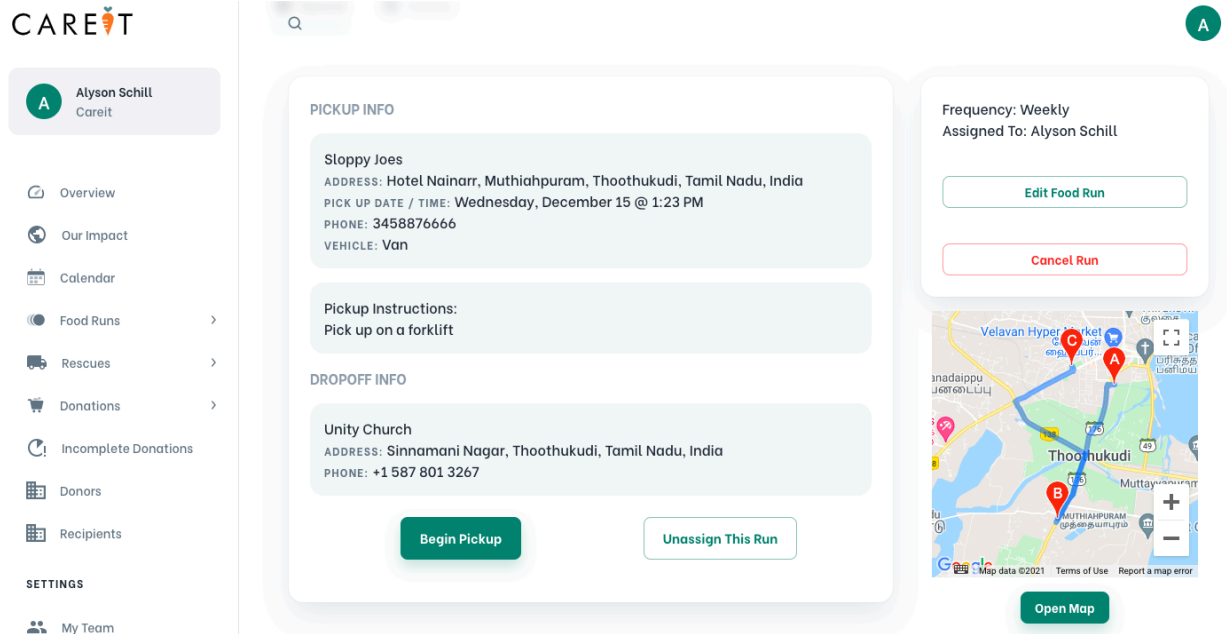 CAREIT
A
A
Alyson Schill
Careit
Overview
Our Impact
Calendar
Food Runs
Rescues
Donations
Incomplete Donations
Donors
Recipients
SETTINGS
My Team
PICKUP INFO
Sloppy Joes
ADDRESS: Hotel Nainarr, Muthiahpuram, Thoothukudi, Tamil Nadu, India
PICK UP DATE / TIME: Wednesday, December 15 @ 1:23 PM
PHONE: 3458876666
VEHICLE: Van
Pickup Instructions:
Pick up on a forklift
DROPOFF INFO
Unity Church
ADDRESS: Sinnamani Nagar, Thoothukudi, Tamil Nadu, India
PHONE: +1 587 801 3267
Begin Pickup
Unassign This Run
Frequency: Weekly
Assigned To: Alyson Schill
Edit Food Run
Cancel Run
Velavan Hyper Market
C
A
138
176
49
Thoothukudi
176
B
MUTHIAHPURAM
முத்தையாபுரம்
Google
Map data ©2021
Terms of Use
Report a map error
Open Map